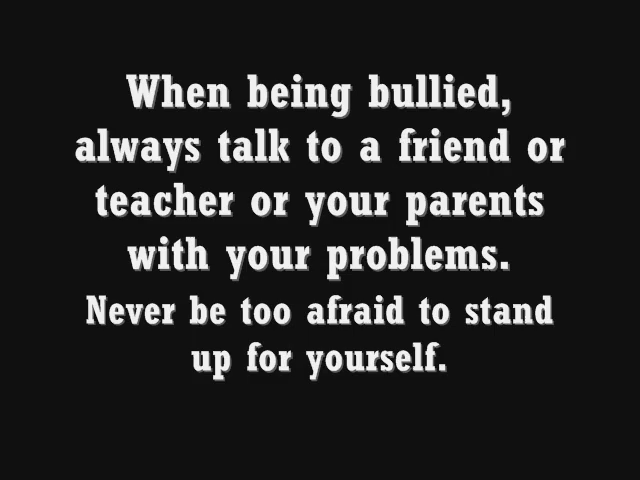 When being bullied,
always talk to a friend or
teacher or your parents
with your problems.
Never be too afraid to stand
up for yourself.